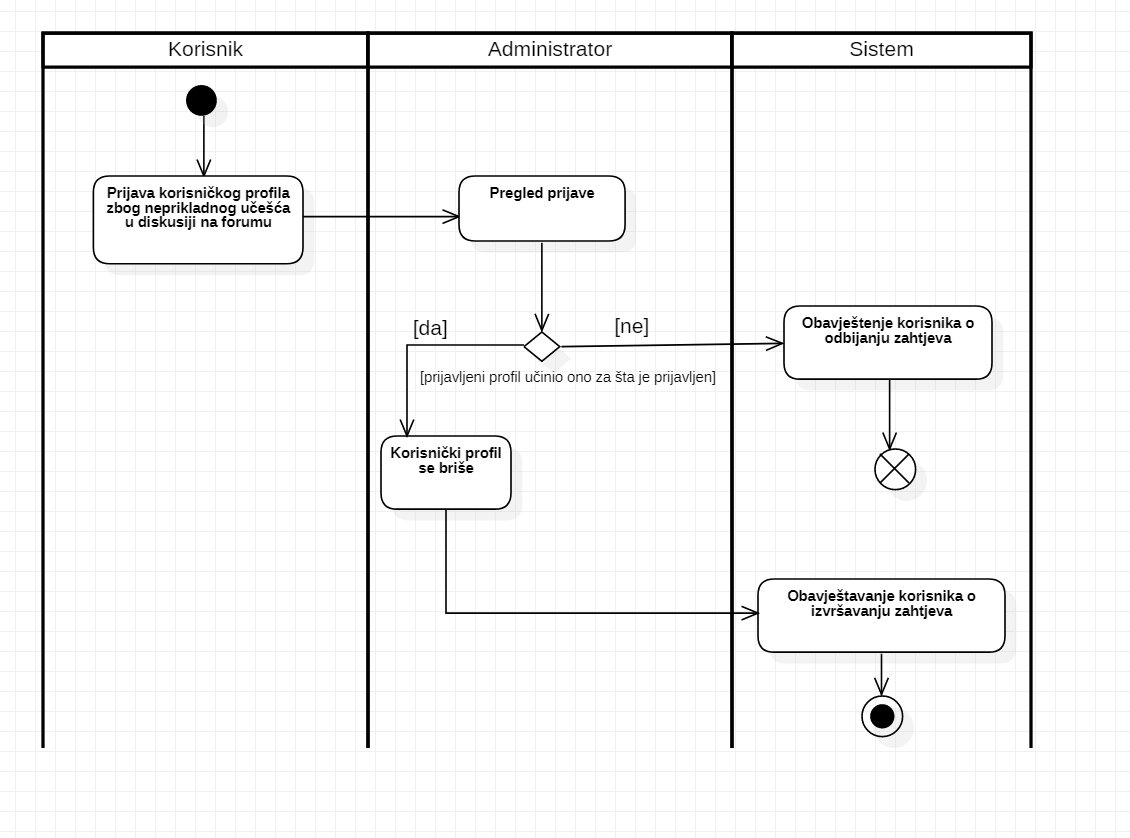 Korisnik
Administrator
Sistem
Prijava korisničkog profila
zbog neprikladnog učešća
u diskusiji na forumu
Pregled prijave
[da]
[ne]
Obavještenje korisnika o
odbijanju zahtjeva
[prijavljeni profil učinio ono za šta je prijavljen]
Korisnički profil
se briše
Obavještavanje korisnika o
izvršavanju zahtjeva